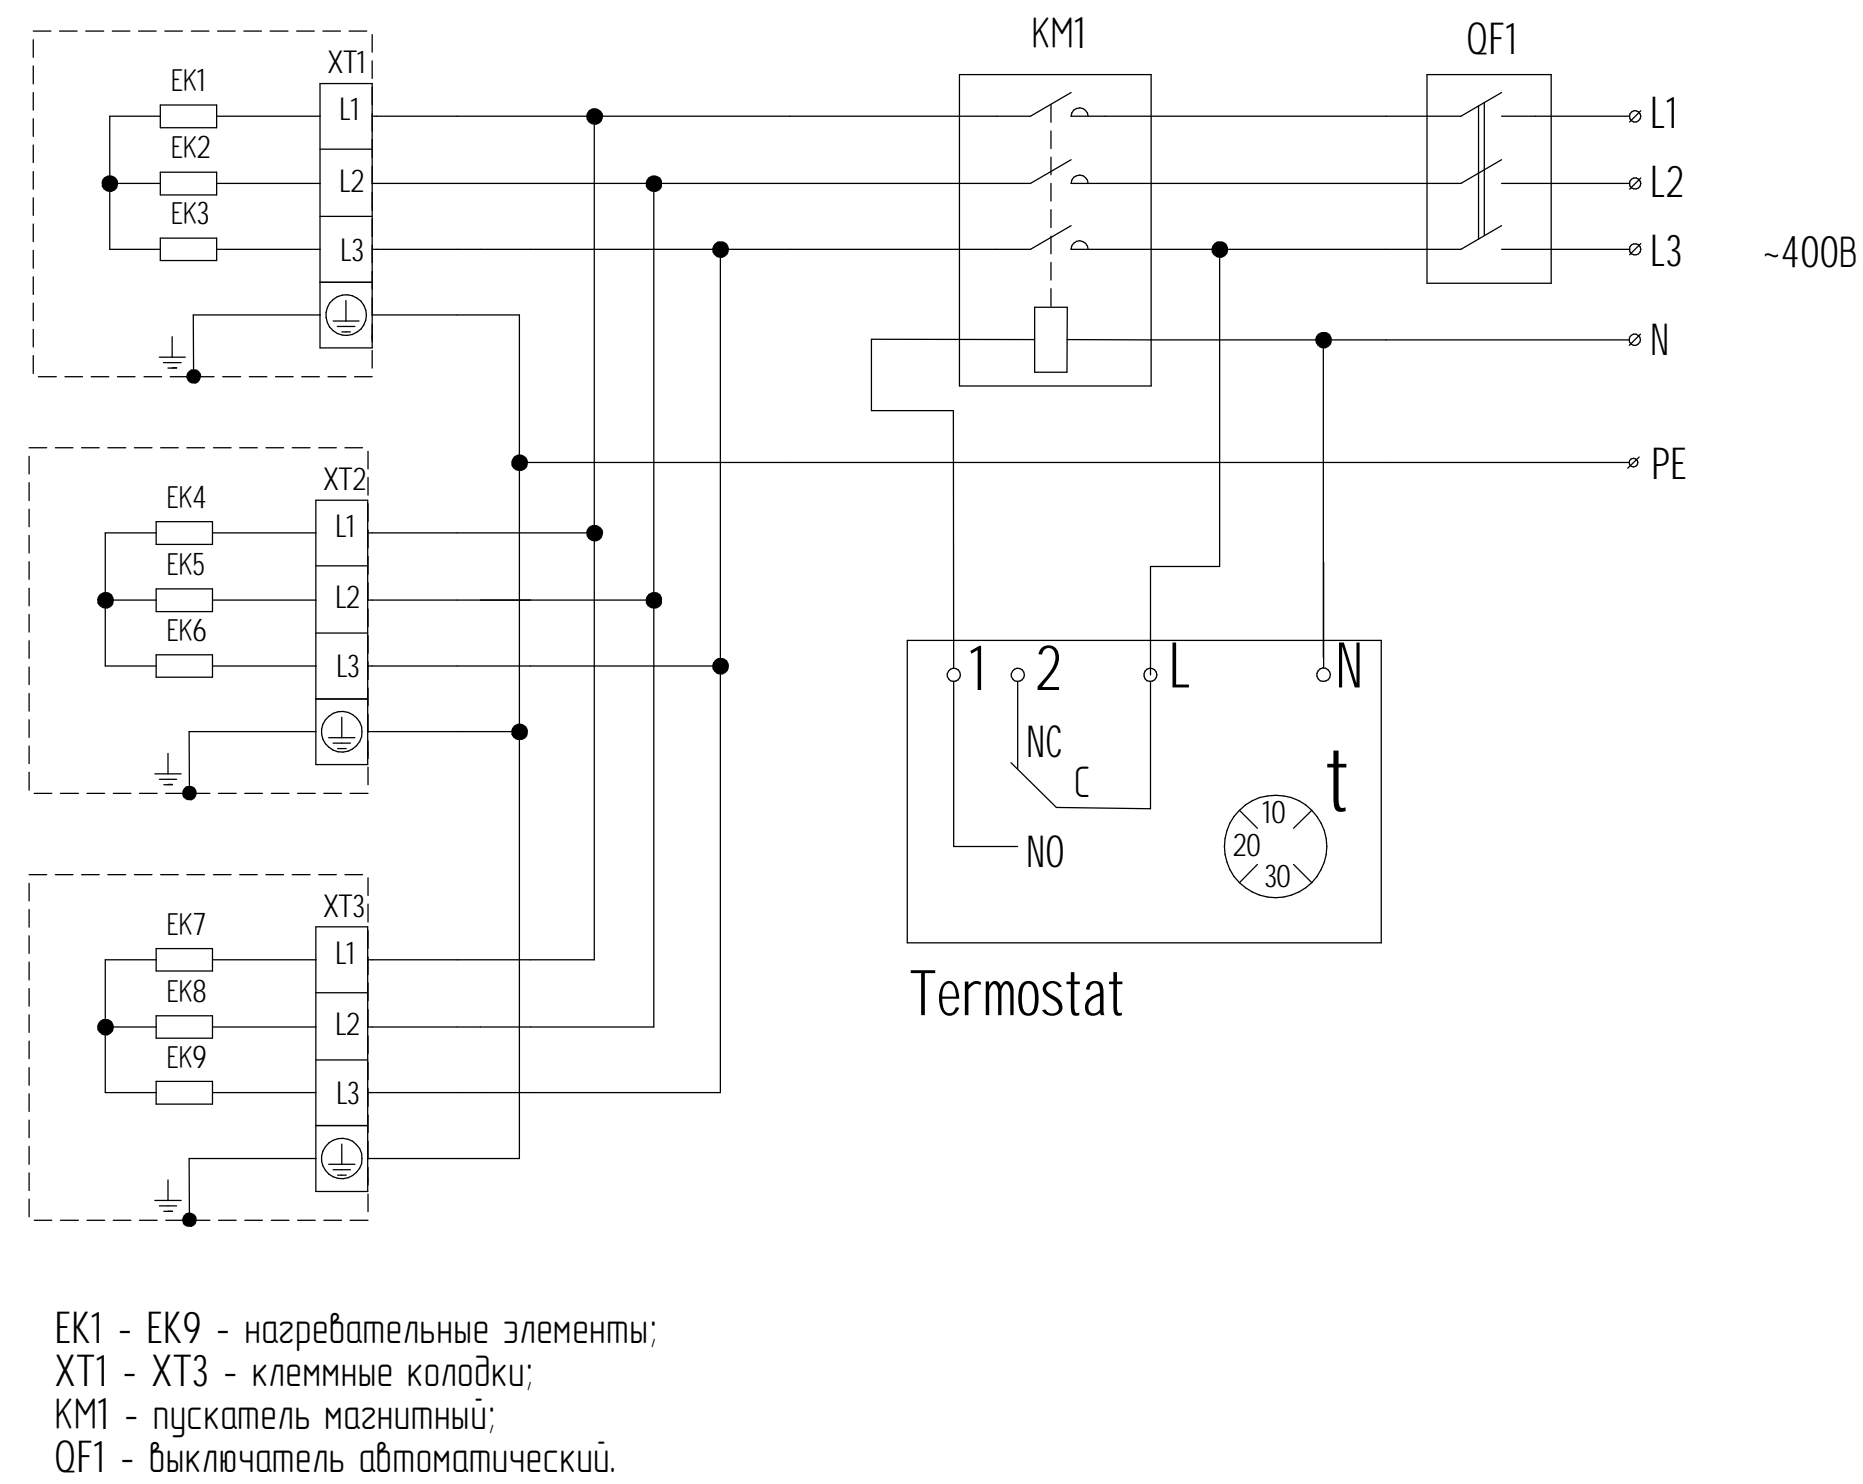 KM1
QF1
XT1
EK1
L1
L1
EK2
L2
L2
EK3
L3
L3
~400В
N
PE
XT2
EK4
L1
EK5
L2
EK6
L3
1 2 L N
NC
C
t
NO
10
20
30
Termostat
XT3
EK7
L1
EK8
L2
EK9
L3
EK1 - EK9 - нагревательные элементы;
XT1 - XT3 - клеммные колодки;
KM1 - пускатель магнитный;
QF1 - выключатель автоматический.